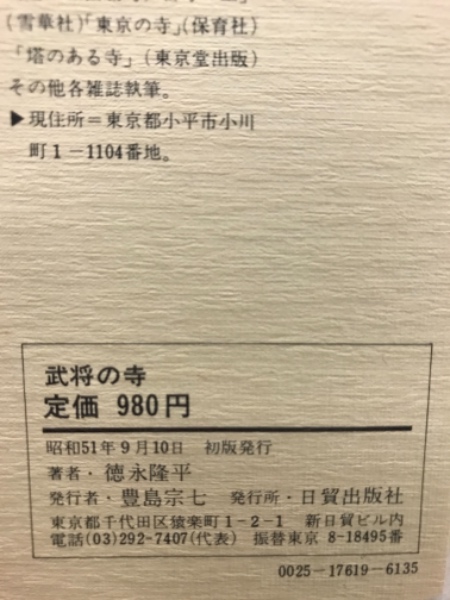 (雪華社)「東京の寺」(保育社)
「塔のある寺」(東京堂出版)
その他各雑誌執筆。
▶現住所=東京都小平市小川
町1－1104番地。
武将の寺
定価 980円
昭和51年9月10日 初版発行
著者・徳永隆平
発行者・豊島宗七 発行所・日貿出版社
東京都千代田区猿楽町1-2-1 新日貿ビル内
電話(03)292-7407(代表) 振替東京 8-18495番
0025-17619-6135